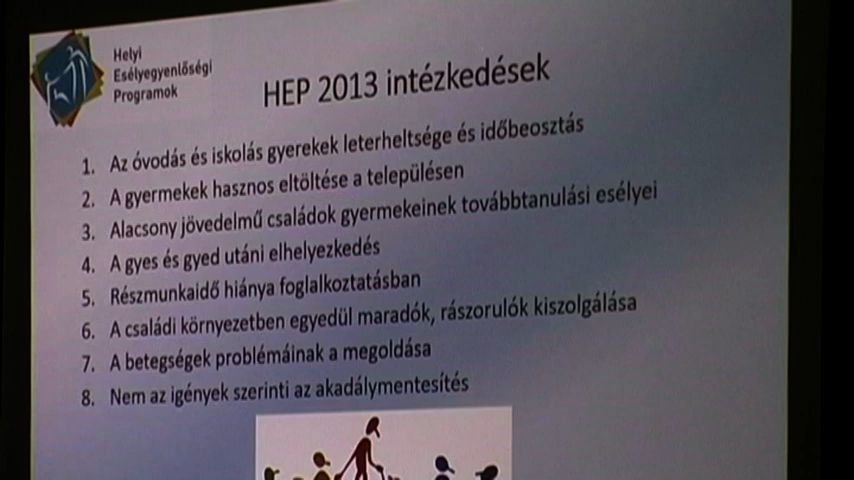 Helyi
Esélyegyenlőségi
Programok
HEP 2013 intézkedések
1. Az óvodás és iskolás gyerekek leterheltsége és időbeosztás
2. A gyermekek hasznos eltöltése a településen
3. Alacsony jövedelmű családok gyermekeinek továbbtanulási esélyei
4. A gyes és gyed utáni elhelyezkedés
5. Részmunkaidő hiánya foglalkoztatásban
6. A családi környezetben egyedül maradók, rászorulók kiszolgálása
7. A betegségek problémáinak a megoldása
8. Nem az igények szerinti az akadálymentesítés